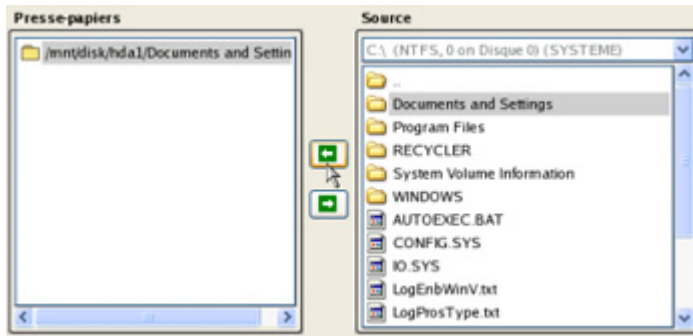 Presse-papiers
/mnt/disk/hda1/Documents and Settin
Source
C:\ (NTFS, 0 on Disque 0) (SYSTEME)
..
Documents and Settings
Program Files
RECYCLER
System Volume Information
WINDOWS
AUTOEXEC.BAT
CONFIG.SYS
IO.SYS
LogEnbWinV.txt
LogProsType.txt